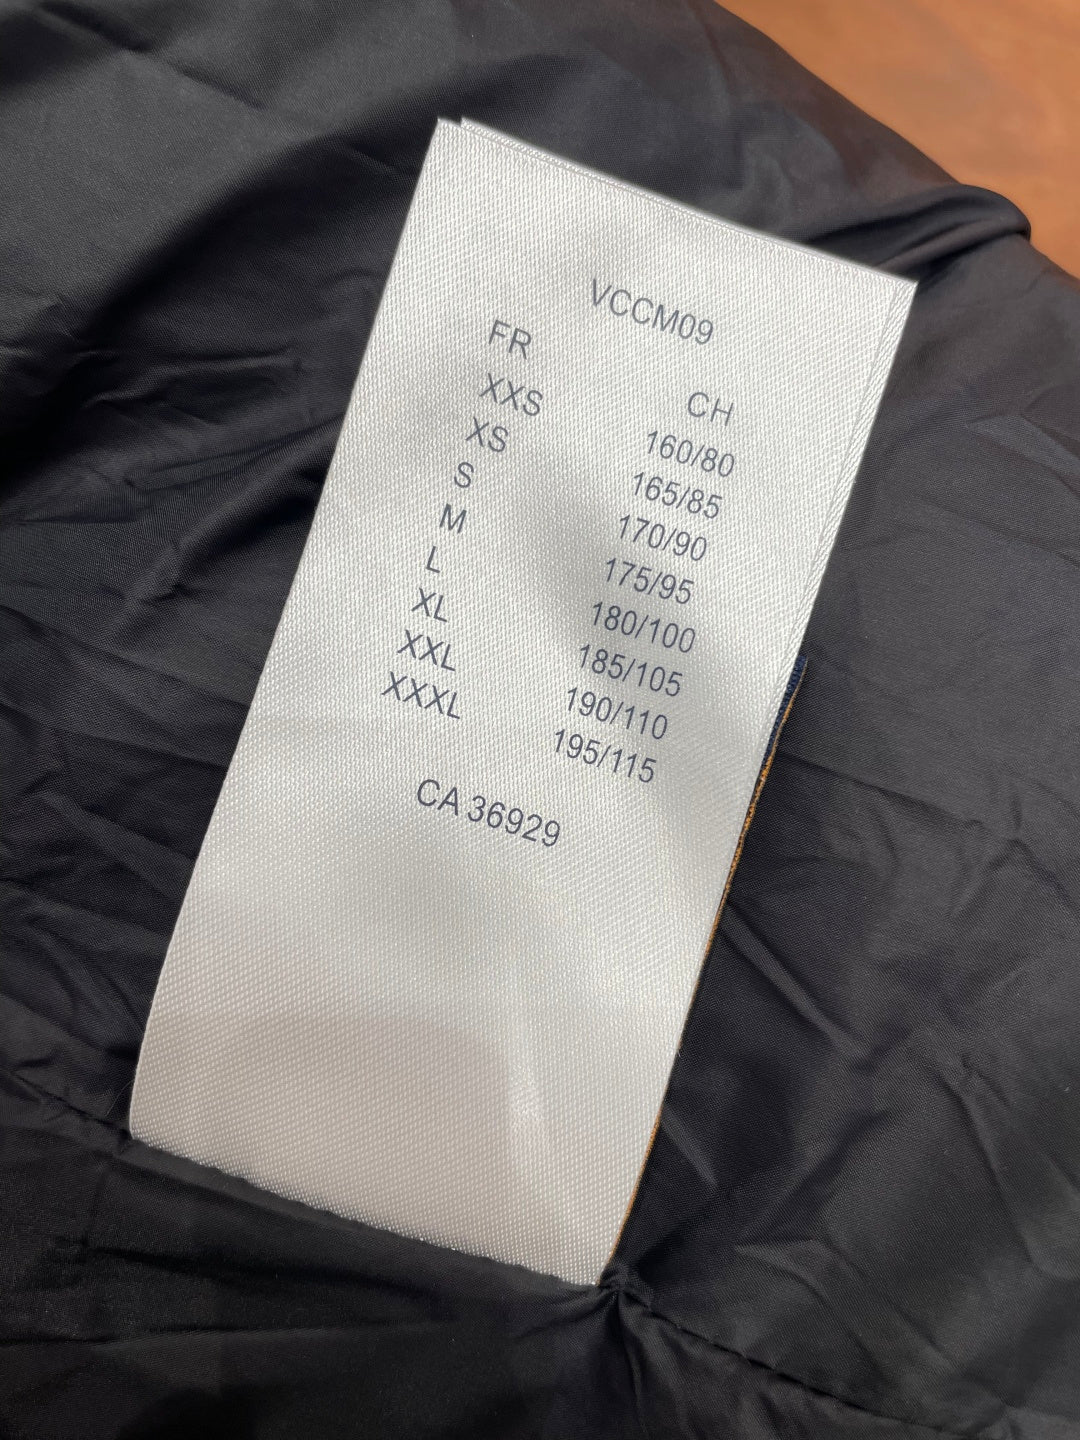 VCCM09
FR CH
XXS 160/80
XS 165/85
S 170/90
M 175/95
L 180/100
XL 185/105
XXL 190/110
XXXL 195/115
CA 36929